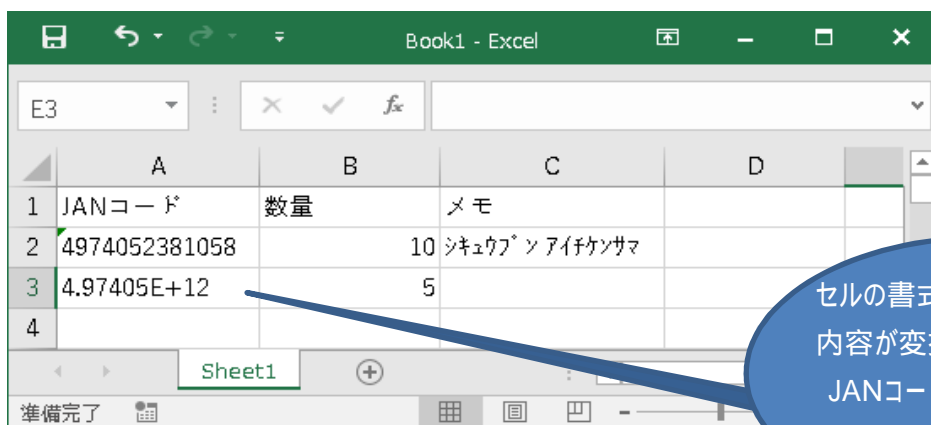 Book1 - Excel
E3 fx
A B C D
1 JANコード 数量 メモ
2 4974052381058 10 ｼｷｭｳﾌﾞﾝ ｱｲﾁｹﾝｻﾏ
3 4.97405E+12 5
4
セルの書式
内容が変
JANコー
Sheet1
準備完了